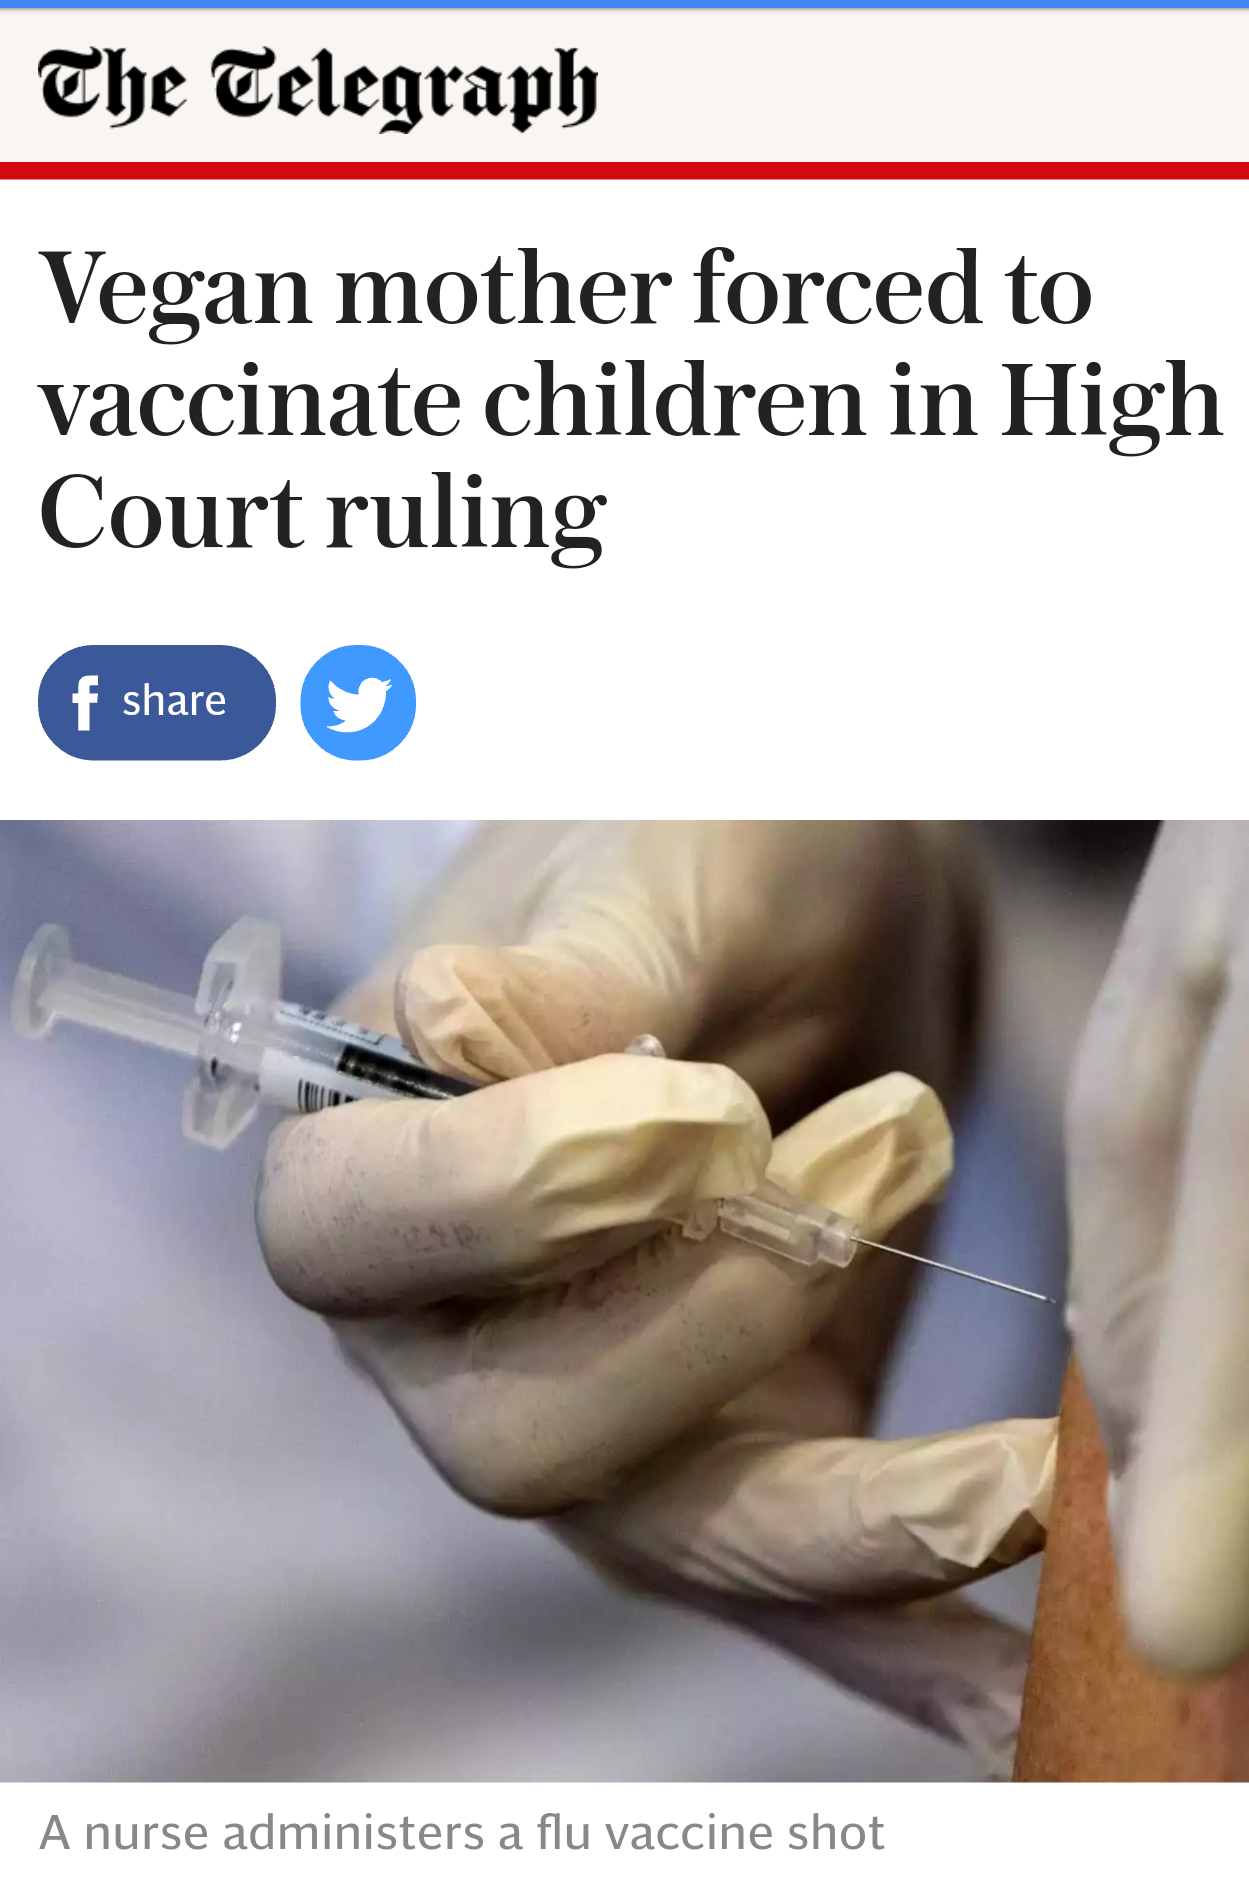 The Telegraph
Vegan mother forced to
vaccinate children in High
Court ruling
f share
A nurse administers a flu vaccine shot